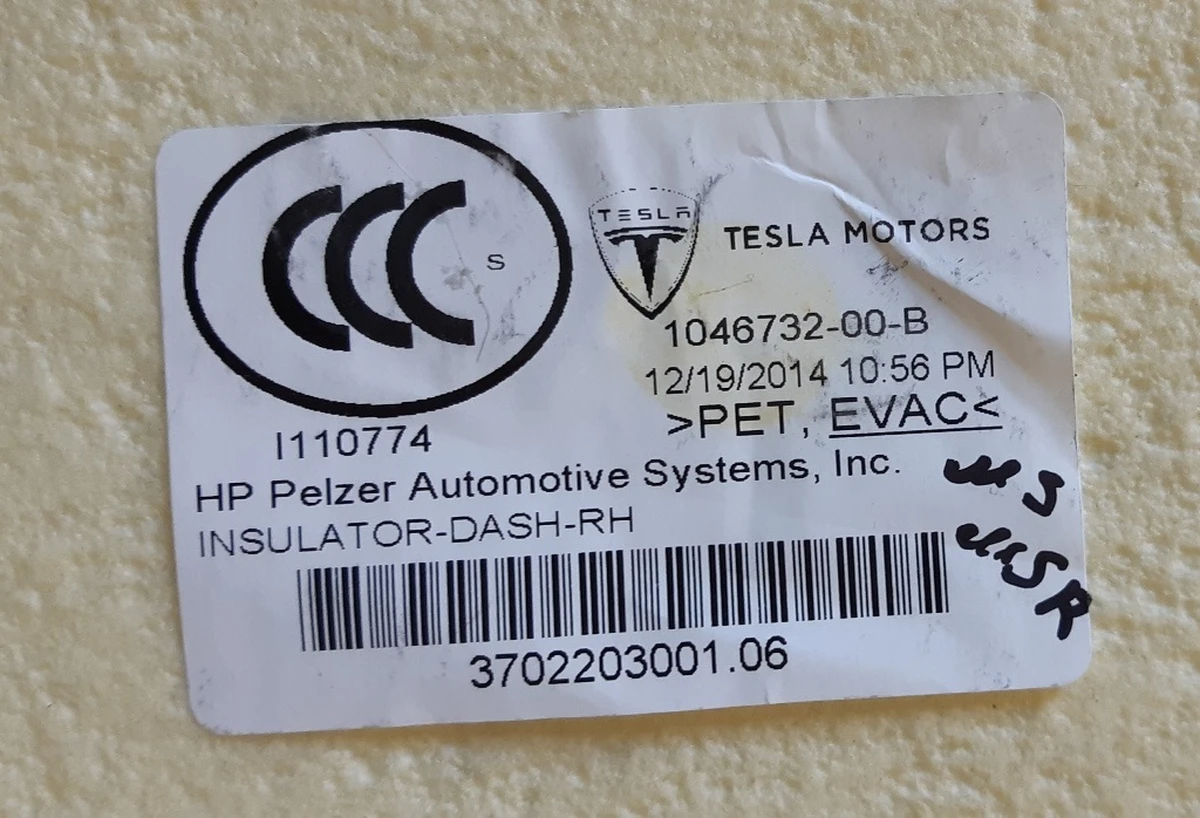 CCC S
TESLA
TESLA MOTORS
1046732-00-B
12/19/2014 10:56 PM
>PET, EVAC<
I110774
HP Pelzer Automotive Systems, Inc.
INSULATOR-DASH-RH
3702203001.06